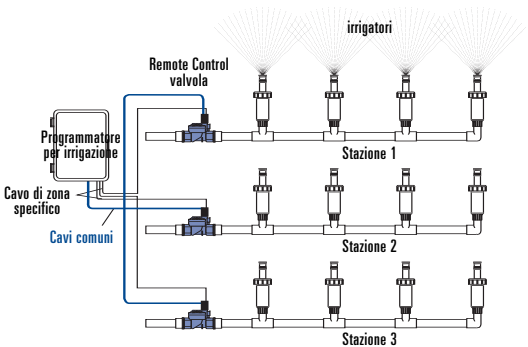 irrigatori
Remote Control
valvola
Programmatore
per irrigazione
Stazione 1
Cavo di zona
specifico
Cavi comuni
Stazione 2
Stazione 3